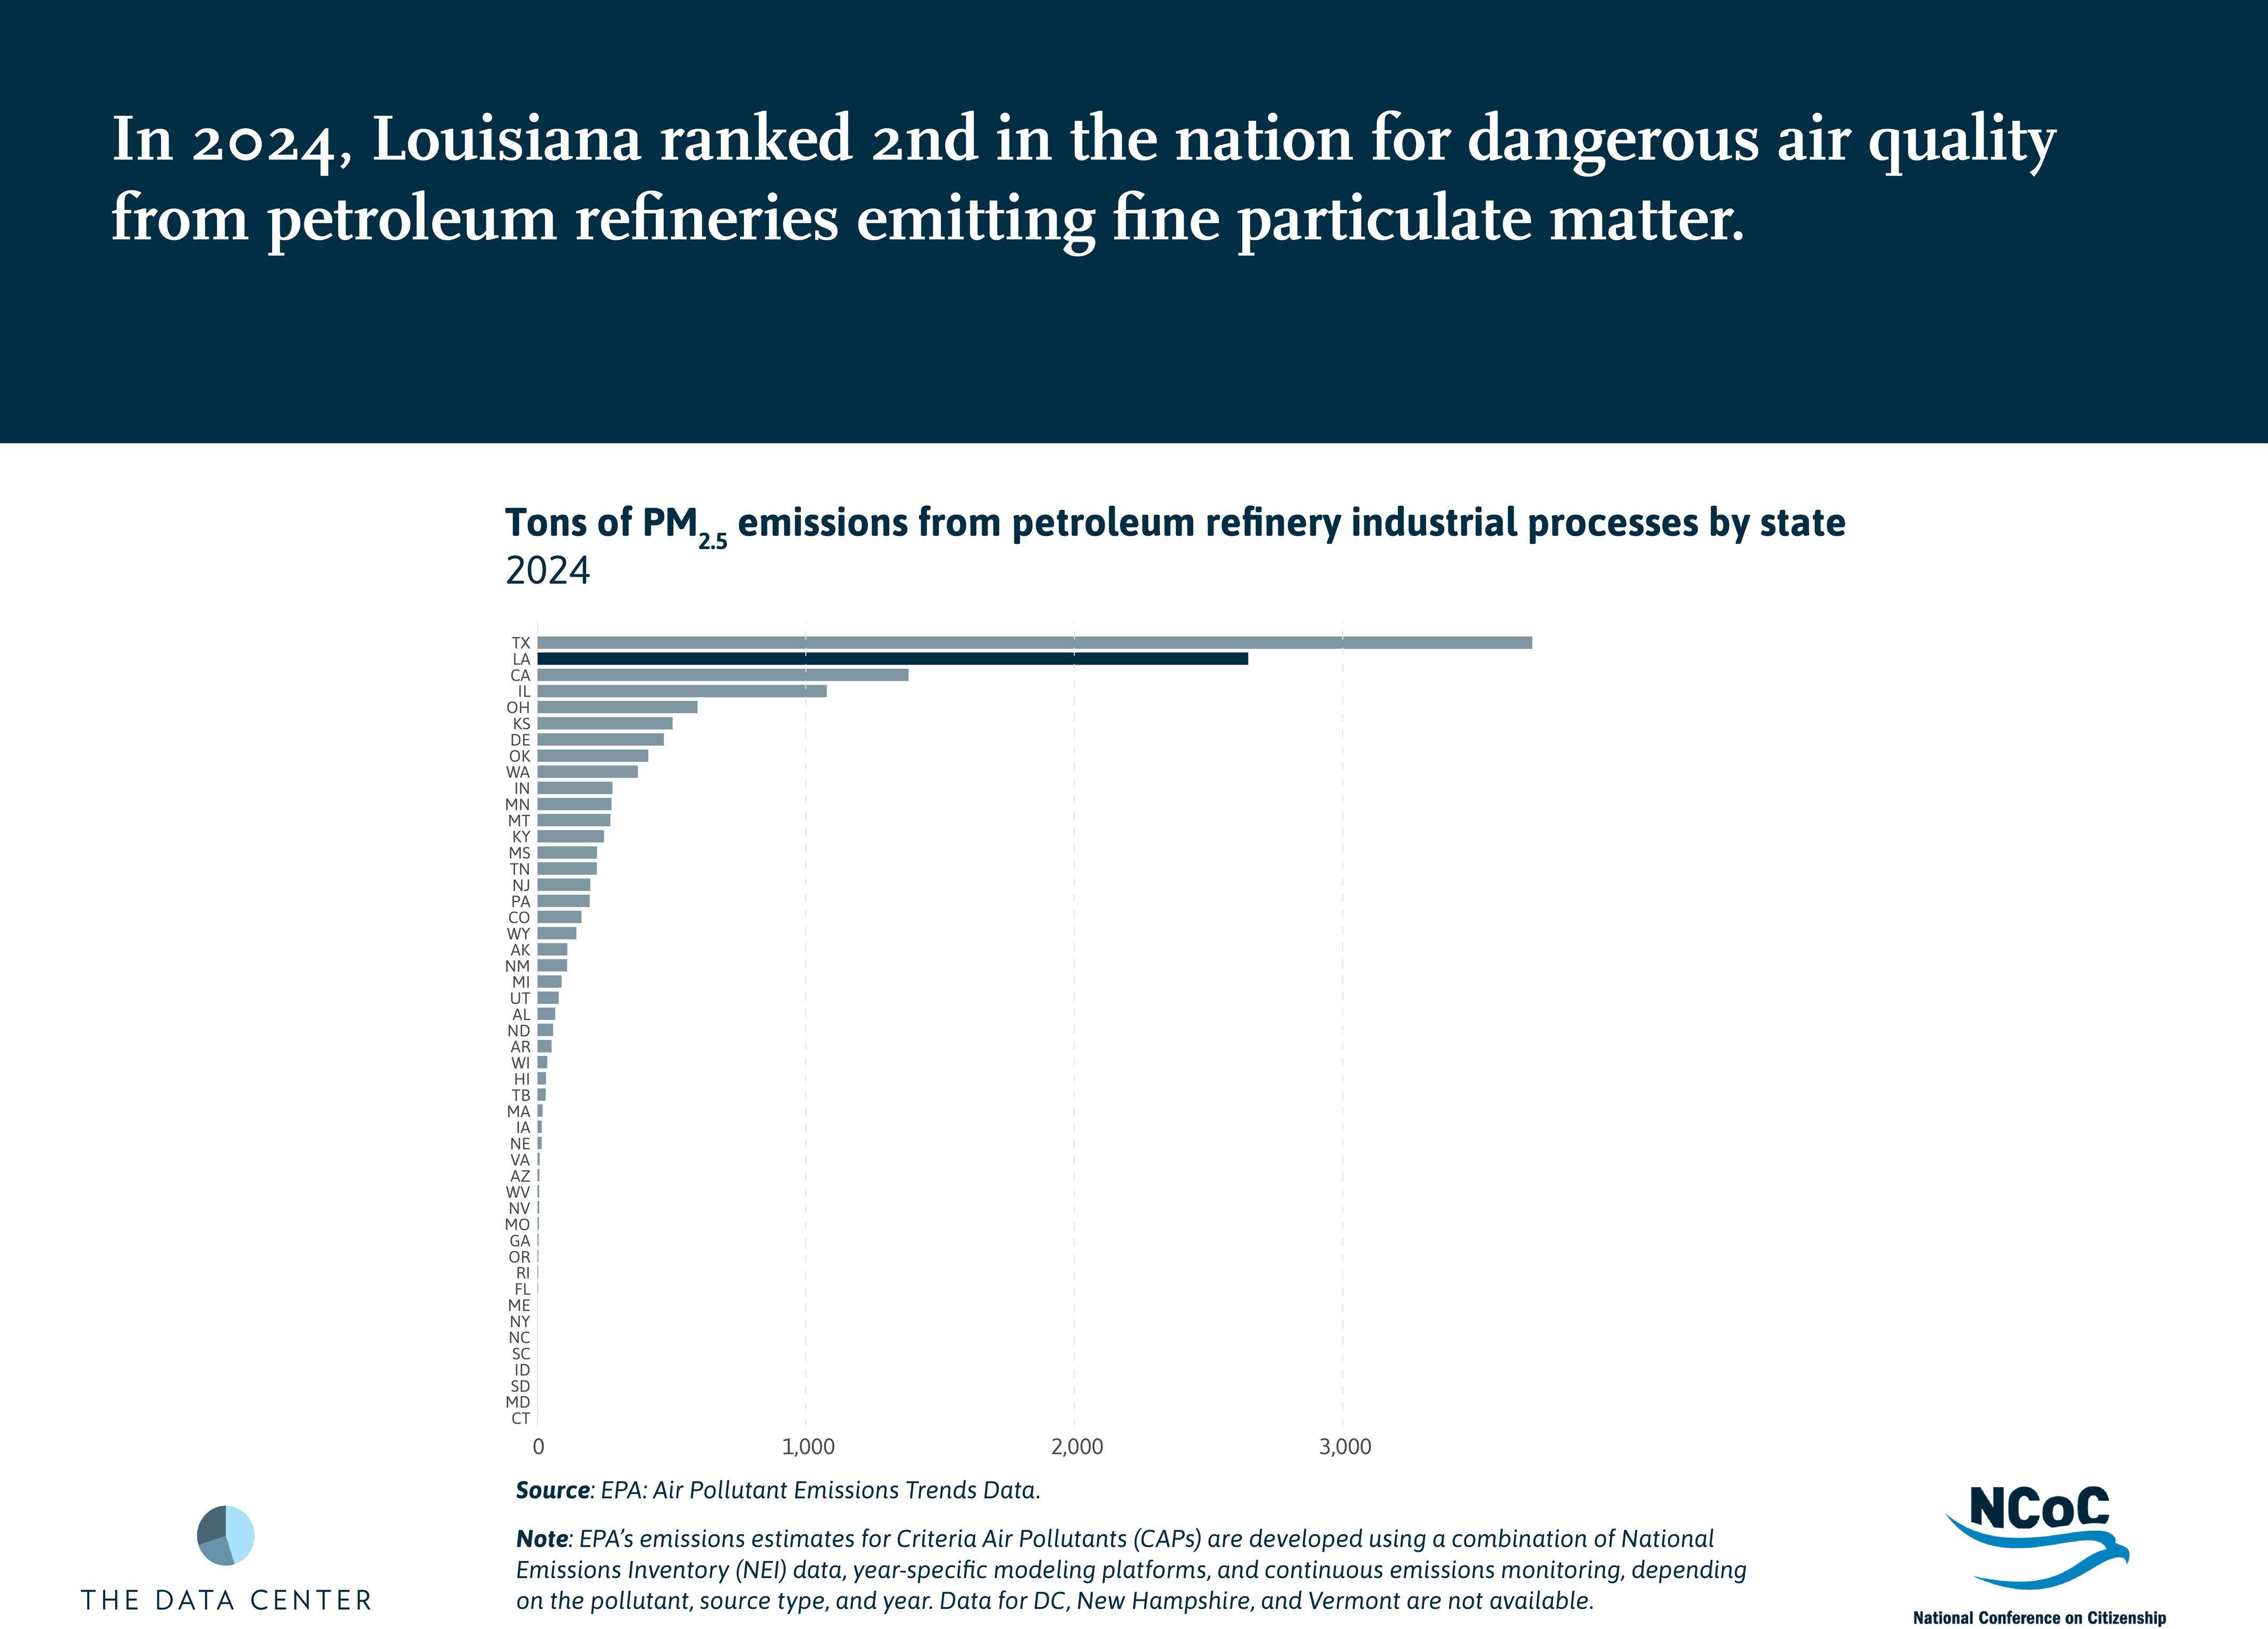 In 2024, Louisiana ranked 2nd in the nation for dangerous air quality
from petroleum refineries emitting fine particulate matter.
Tons of PM2.5 emissions from petroleum refinery industrial processes by state
2024
TX
LA
CA
IL
OH
KS
DE
OK
WA
IN
MN
MT
KY
MS
TN
NJ
PA
CO
WY
AK
NM
MI
UT
AL
ND
AR
WI
HI
TB
MA
IA
NE
VA
AZ
WV
NV
MO
GA
OR
RI
FL
ME
NY
NC
SC
ID
SD
MD
CT
0 1,000 2,000 3,000
Source: EPA: Air Pollutant Emissions Trends Data.
Note: EPA’s emissions estimates for Criteria Air Pollutants (CAPs) are developed using a combination of National
Emissions Inventory (NEI) data, year-specific modeling platforms, and continuous emissions monitoring, depending
on the pollutant, source type, and year. Data for DC, New Hampshire, and Vermont are not available.
THE DATA CENTER
NCoC
National Conference on Citizenship